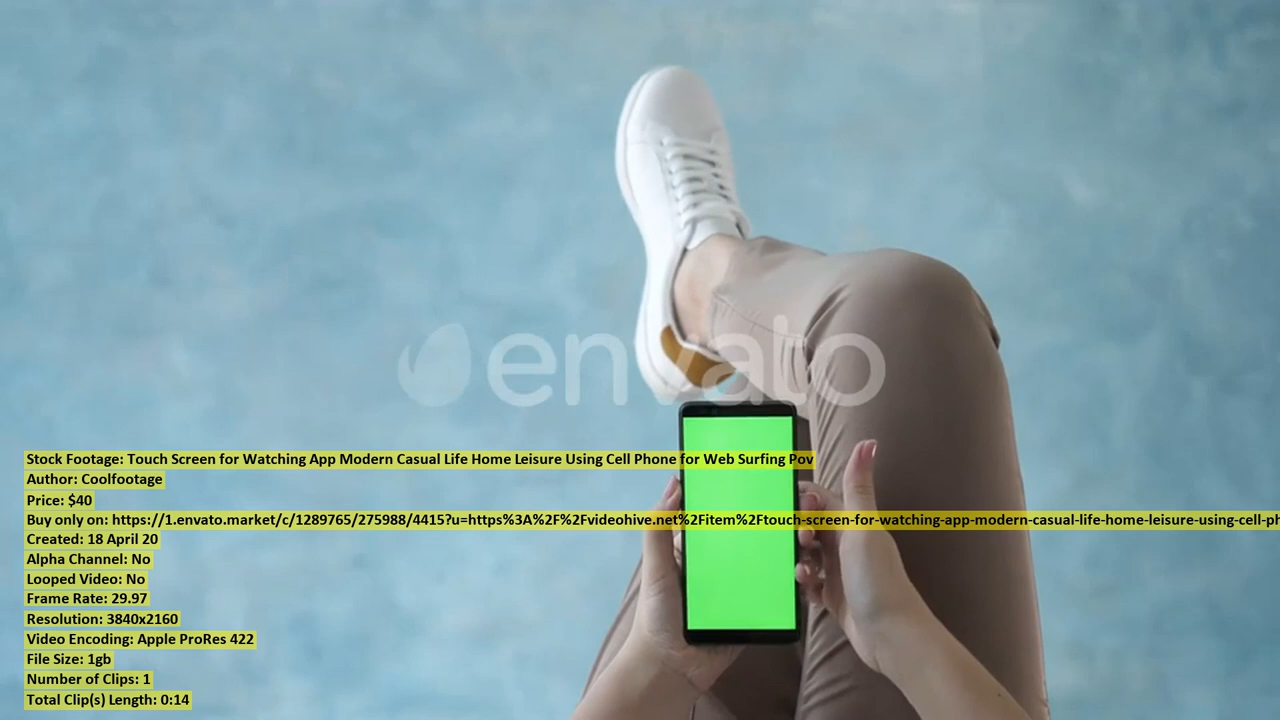 envato
Stock Footage: Touch Screen for Watching App Modern Casual Life Home Leisure Using Cell Phone for Web Surfing Pov
Author: Coolfootage
Price: $40
Buy only on: https://1.envato.market/c/1289765/275988/4415?u=https%3A%2F%2Fvideohive.net%2Fitem%2Ftouch-screen-for-watching-app-modern-casual-life-home-leisure-using-cell-ph
Created: 18 April 20
Alpha Channel: No
Looped Video: No
Frame Rate: 29.97
Resolution: 3840x2160
Video Encoding: Apple ProRes 422
File Size: 1gb
Number of Clips: 1
Total Clip(s) Length: 0:14